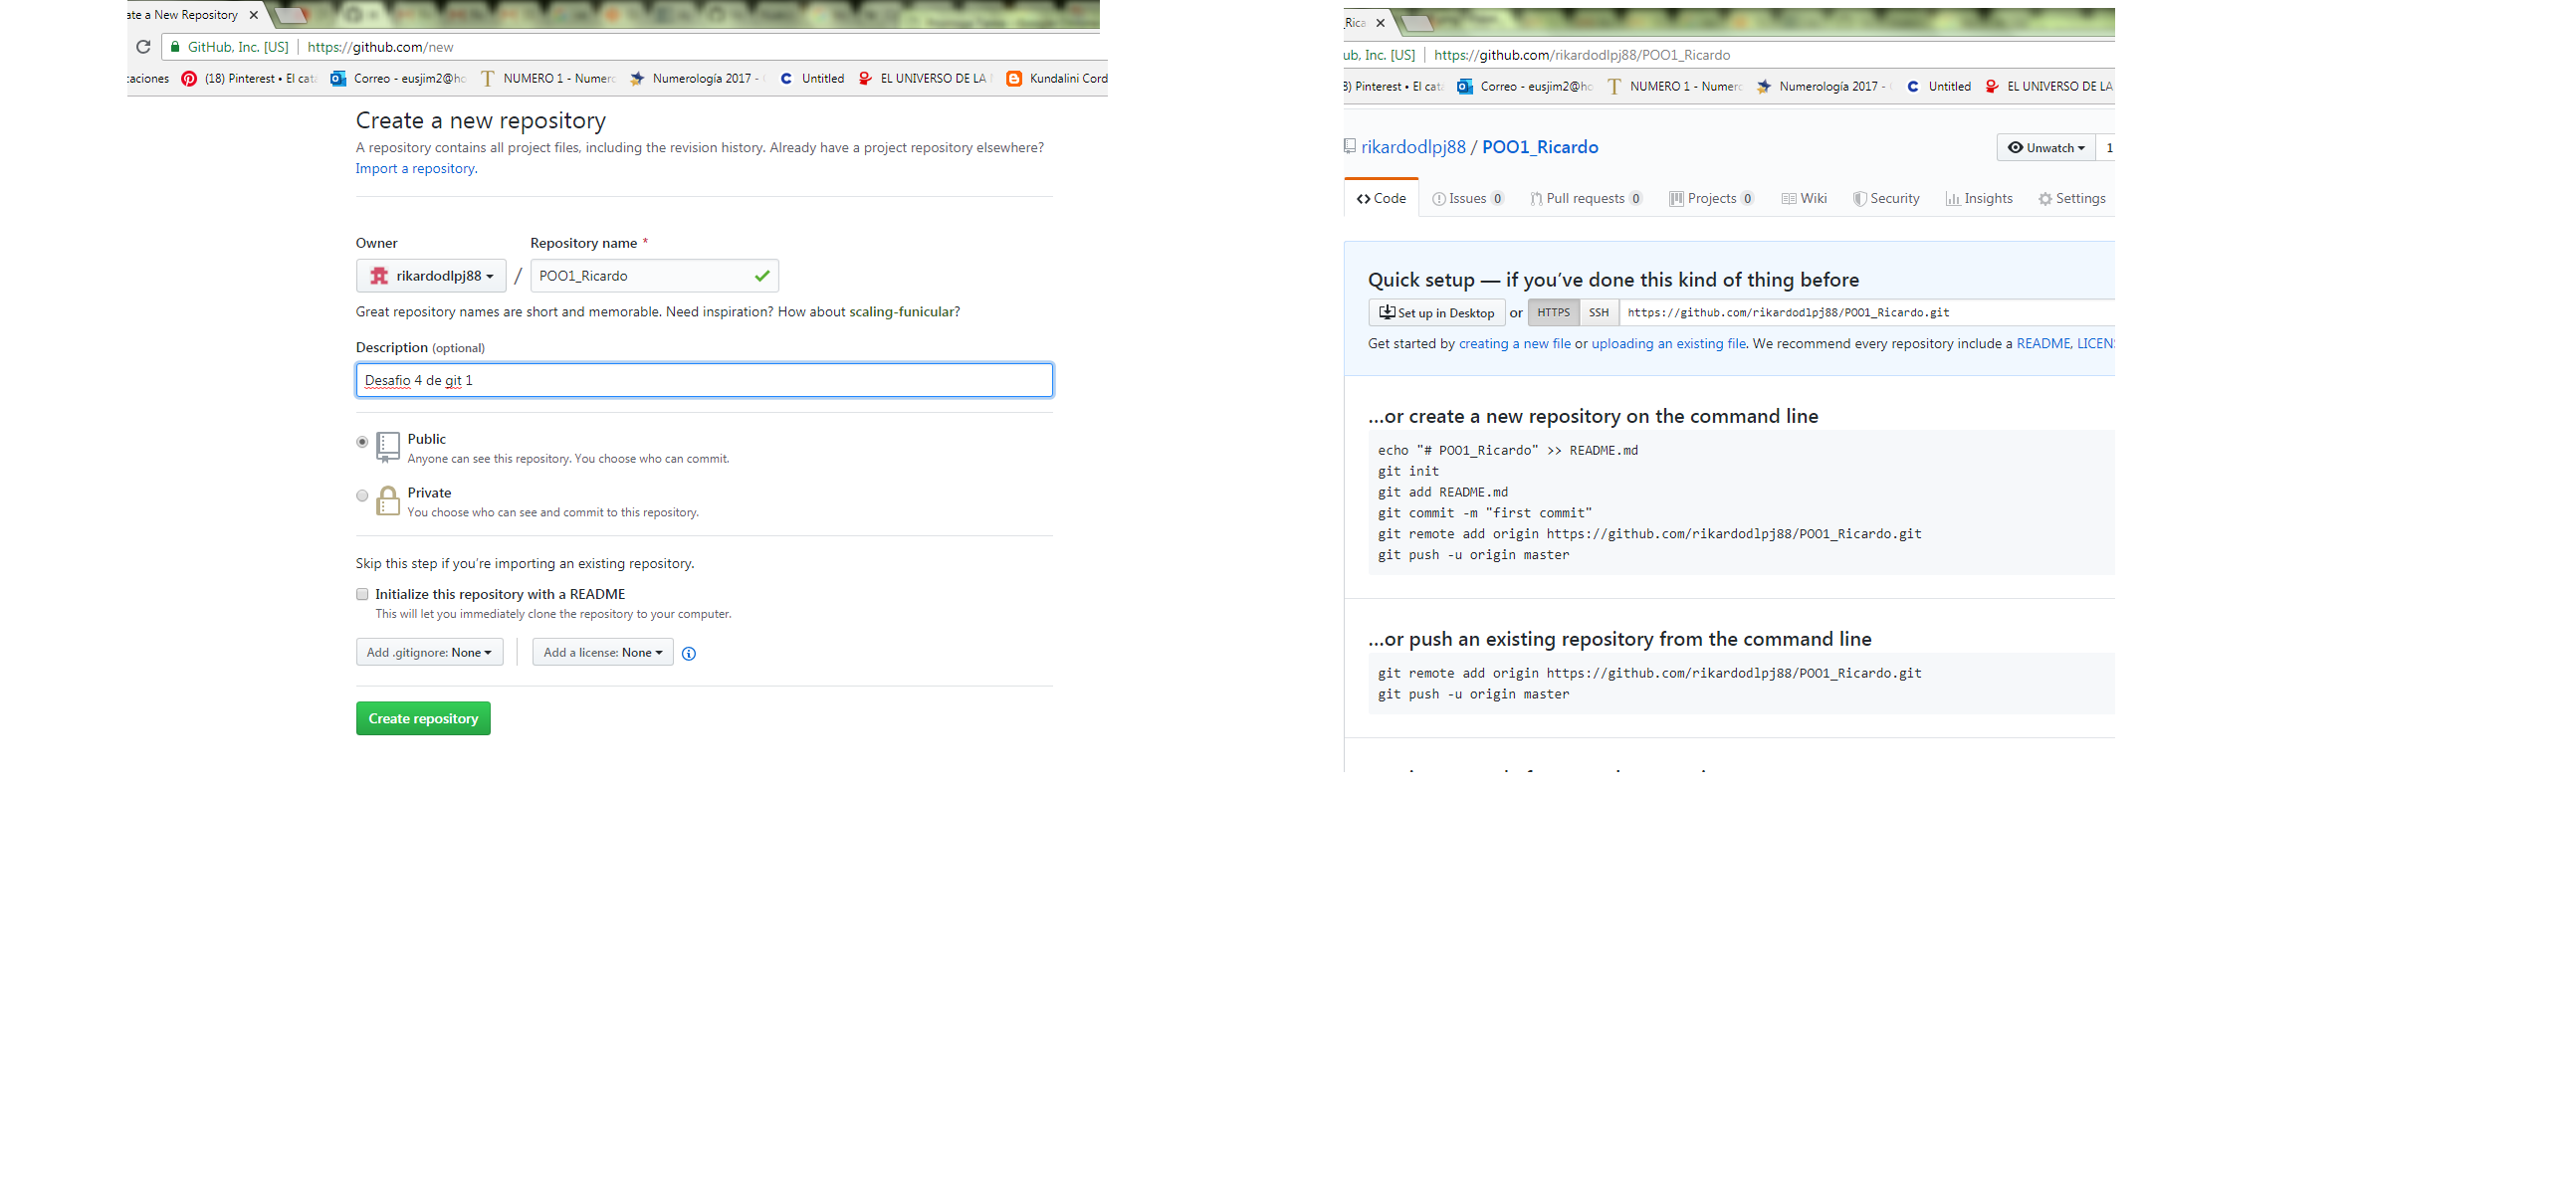 ate a New Repository
GitHub, Inc. [US] https://github.com/new
caciones (18) Pinterest • El cat Correo - eusjim2@ho NUMERO 1 - Numero Numerología 2017 - Untitled EL UNIVERSO DE LA Kundalini Cord
Create a new repository
A repository contains all project files, including the revision history. Already have a project repository elsewhere?
Import a repository.
Owner Repository name *
rikardodlpj88 / POO1_Ricardo
Great repository names are short and memorable. Need inspiration? How about scaling-funicular?
Description (optional)
Desafio 4 de git 1
Public
Anyone can see this repository. You choose who can commit.
Private
You choose who can see and commit to this repository.
Skip this step if you're importing an existing repository.
Initialize this repository with a README
This will let you immediately clone the repository to your computer.
Add .gitignore: None Add a license: None
Create repository
_Rica
ub, Inc. [US] https://github.com/rikardodlpj88/POO1_Ricardo
8) Pinterest • El cat Correo - eusjim2@ho NUMERO 1 - Numero Numerología 2017 - Untitled EL UNIVERSO DE LA
rikardodlpj88 / POO1_Ricardo Unwatch 1
Code Issues 0 Pull requests 0 Projects 0 Wiki Security Insights Settings
Quick setup — if you've done this kind of thing before
Set up in Desktop or HTTPS SSH https://github.com/rikardodlpj88/POO1_Ricardo.git
Get started by creating a new file or uploading an existing file. We recommend every repository include a README, LICEN
…or create a new repository on the command line
echo "# POO1_Ricardo" >> README.md
git init
git add README.md
git commit -m "first commit"
git remote add origin https://github.com/rikardodlpj88/POO1_Ricardo.git
git push -u origin master
…or push an existing repository from the command line
git remote add origin https://github.com/rikardodlpj88/POO1_Ricardo.git
git push -u origin master